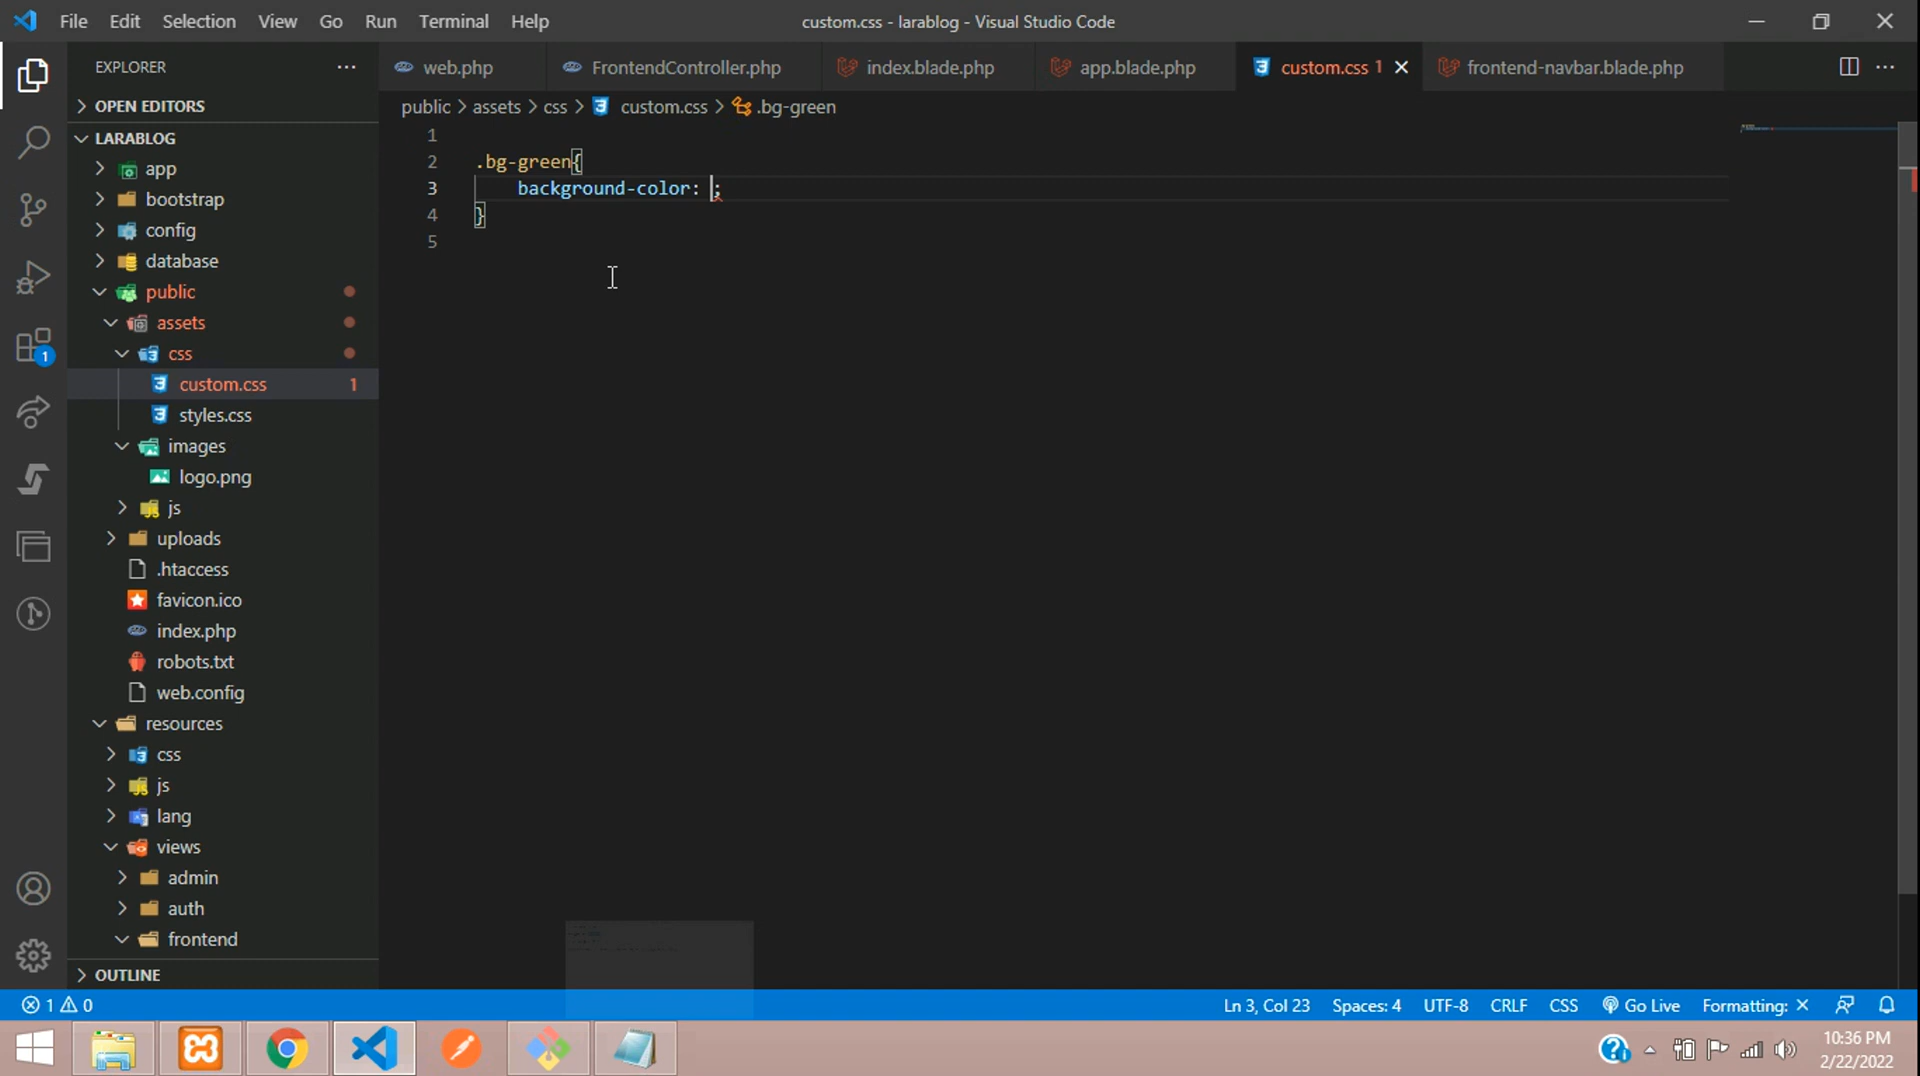 File Edit Selection View Go Run Terminal Help custom.css - larablog - Visual Studio Code
EXPLORER ··· web.php FrontendController.php index.blade.php app.blade.php custom.css 1 frontend-navbar.blade.php ···
OPEN EDITORS
public > assets > css > custom.css > .bg-green
LARABLOG
app
bootstrap
config
database
public
assets
css
custom.css 1
styles.css
images
logo.png
js
uploads
.htaccess
favicon.ico
index.php
robots.txt
web.config
resources
css
js
lang
views
admin
auth
frontend
OUTLINE
1
2 .bg-green{
3 background-color: ;
4 }
5
1
1 0 Ln 3, Col 23 Spaces: 4 UTF-8 CRLF CSS Go Live Formatting: ×
10:36 PM
2/22/2022